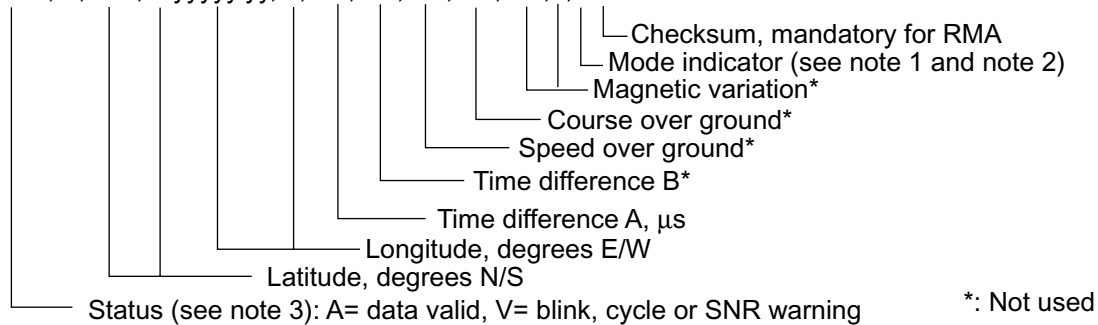 Checksum, mandatory for RMA
Mode indicator (see note 1 and note 2)
Magnetic variation*
Course over ground*
Speed over ground*
Time difference B*
Time difference A, μs
Longitude, degrees E/W
Latitude, degrees N/S
Status (see note 3): A= data valid, V= blink, cycle or SNR warning
*: Not used